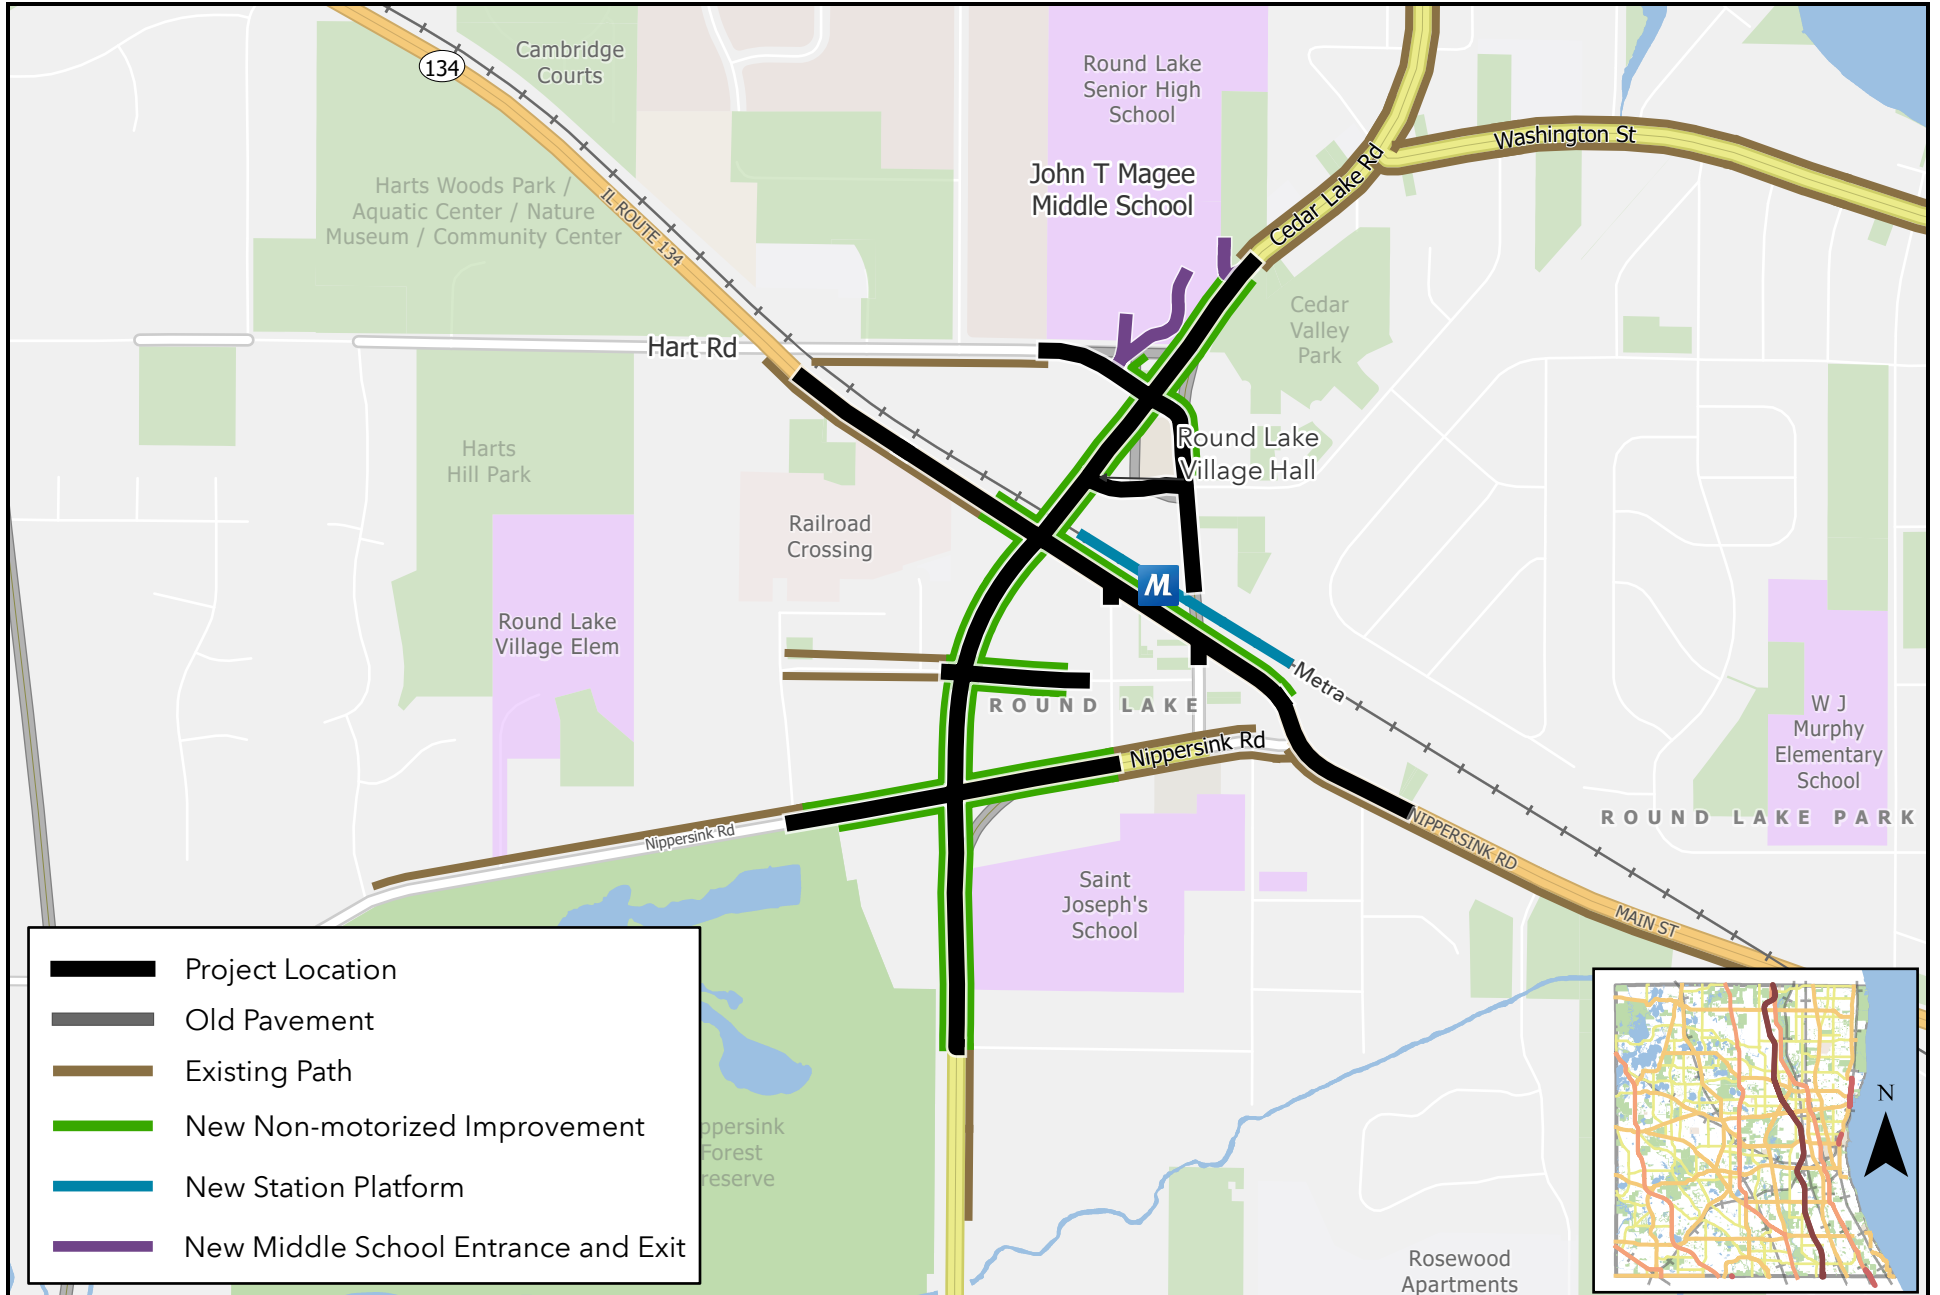 134
Cambridge
Courts
Round Lake
Senior High
School
Washington St
John T Magee
Middle School
Harts Woods Park /
Aquatic Center / Nature
Museum / Community Center
IL ROUTE 134
Cedar Lake Rd
Cedar
Valley
Park
Hart Rd
Harts
Hill Park
Round Lake
Village Hall
Railroad
Crossing
M
Round Lake
Village Elem
Metra
ROUND LAKE
W J
Murphy
Elementary
School
Nippersink Rd
ROUND LAKE PARK
Nippersink Rd
NIPPERSINK RD
Saint
Joseph's
School
MAIN ST
Project Location
Old Pavement
Existing Path
New Non-motorized Improvement
New Station Platform
New Middle School Entrance and Exit
ppersink
Forest
reserve
Rosewood
Apartments
N